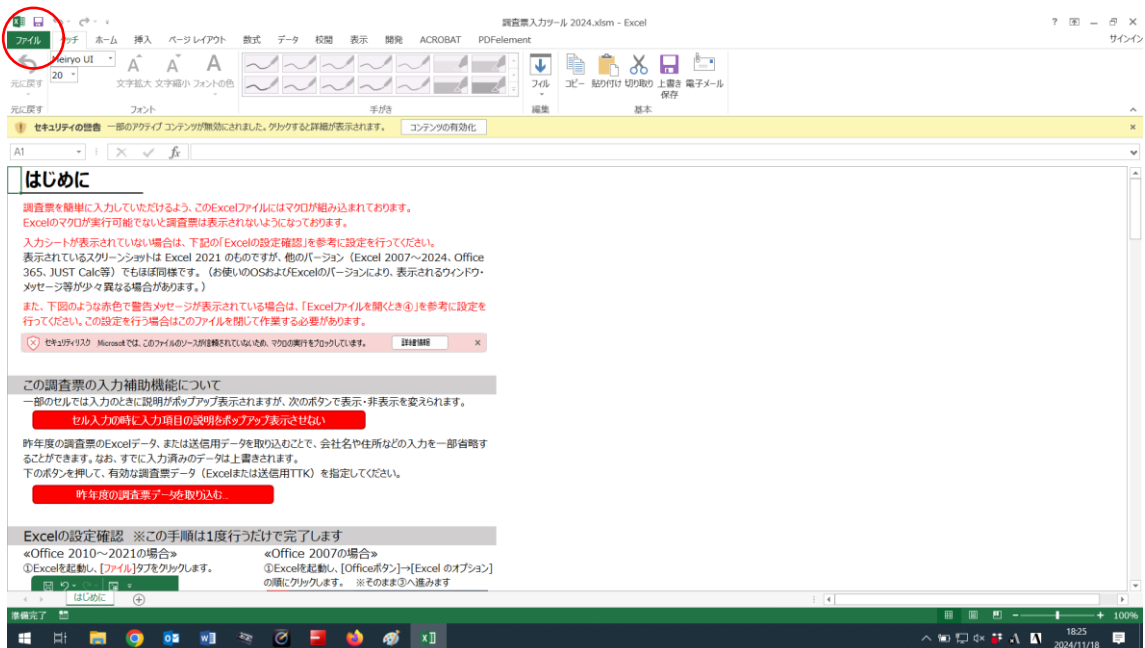 調査票入力ツール 2024.xlsm - Excel
ファイル タッチ ホーム 挿入 ページ レイアウト 数式 データ 校閲 表示 開発 ACROBAT PDFelement サインイン
元に戻す Meiryo UI 20 文字拡大 文字縮小 フォントの色 フィル コピー 貼り付け 切り取り 上書き保存 電子メール
元に戻す フォント 手がき 編集 基本
セキュリティの警告 一部のアクティブ コンテンツが無効にされました。クリックすると詳細が表示されます。 コンテンツの有効化
A1 fx
はじめに
調査票を簡単に入力していただけるよう、このExcelファイルにはマクロが組み込まれております。
Excelのマクロが実行可能でないと調査票は表示されないようになっております。
入力シートが表示されていない場合は、下記の「Excelの設定確認」を参考に設定を行ってください。
表示されているスクリーンショットは Excel 2021 のものですが、他のバージョン（Excel 2007～2024、Office
365、JUST Calc等）でもほぼ同様です。（お使いのOSおよびExcelのバージョンにより、表示されるウィンドウ・
メッセージ等が少々異なる場合があります。）
また、下図のような赤色で警告メッセージが表示されている場合は、「Excelファイルを開くとき④」を参考に設定を
行ってください。この設定を行う場合はこのファイルを閉じて作業する必要があります。
セキュリティリスク Microsoftでは、このファイルのソースが信頼されていないため、マクロの実行をブロックしています。 詳細情報
この調査票の入力補助機能について
一部のセルでは入力のときに説明がポップアップ表示されますが、次のボタンで表示・非表示を変えられます。
セル入力の時に入力項目の説明をポップアップ表示させない
昨年度の調査票のExcelデータ、または送信用データを取り込むことで、会社名や住所などの入力を一部省略す
ることができます。なお、すでに入力済みのデータは上書きされます。
下のボタンを押して、有効な調査票データ（Excelまたは送信用TTK）を指定してください。
昨年度の調査票データを取り込む...
Excelの設定確認 ※この手順は1度行うだけで完了します
≪Office 2010～2021の場合≫ ≪Office 2007の場合≫
①Excelを起動し、[ファイル]タブをクリックします。 ①Excelを起動し、[Officeボタン]→[Excel のオプション]
の順にクリックします。 ※そのまま③へ進みます
はじめに
準備完了 100%
18:25
2024/11/18